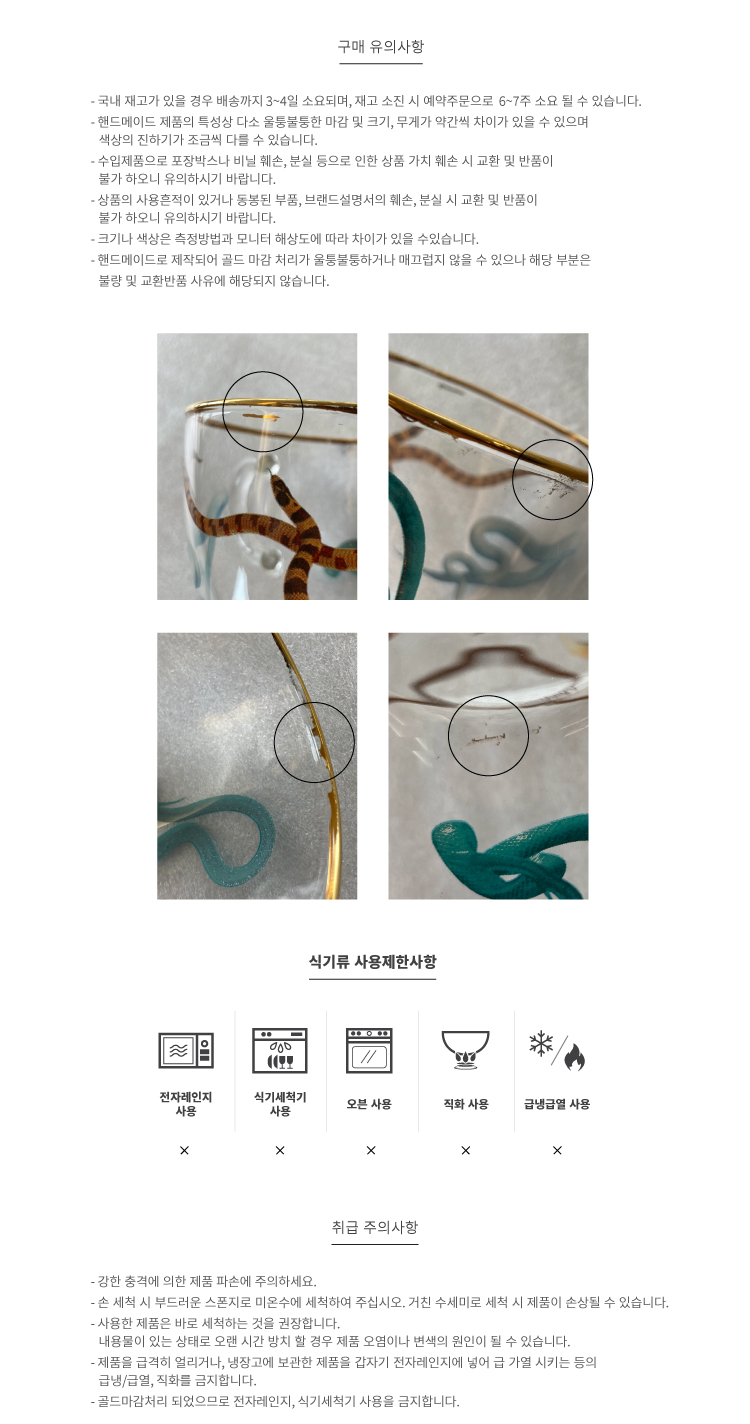 구매 유의사항
- 국내 재고가 있을 경우 배송까지 3~4일 소요되며, 재고 소진 시 예약주문으로 6~7주 소요 될 수 있습니다.
- 핸드메이드 제품의 특성상 다소 울퉁불퉁한 마감 및 크기, 무게가 약간씩 차이가 있을 수 있으며
색상의 진하기가 조금씩 다를 수 있습니다.
- 수입제품으로 포장박스나 비닐 훼손, 분실 등으로 인한 상품 가치 훼손 시 교환 및 반품이
불가 하오니 유의하시기 바랍니다.
- 상품의 사용흔적이 있거나 동봉된 부품, 브랜드설명서의 훼손, 분실 시 교환 및 반품이
불가 하오니 유의하시기 바랍니다.
- 크기나 색상은 측정방법과 모니터 해상도에 따라 차이가 있을 수있습니다.
- 핸드메이드로 제작되어 골드 마감 처리가 울퉁불퉁하거나 매끄럽지 않을 수 있으나 해당 부분은
불량 및 교환반품 사유에 해당되지 않습니다.
식기류 사용제한사항
전자레인지
사용
식기세척기
사용
오븐 사용
직화 사용
급냉급열 사용
× × × × ×
취급 주의사항
- 강한 충격에 의한 제품 파손에 주의하세요.
- 손 세척 시 부드러운 스폰지로 미온수에 세척하여 주십시오. 거친 수세미로 세척 시 제품이 손상될 수 있습니다.
- 사용한 제품은 바로 세척하는 것을 권장합니다.
내용물이 있는 상태로 오랜 시간 방치 할 경우 제품 오염이나 변색의 원인이 될 수 있습니다.
- 제품을 급격히 얼리거나, 냉장고에 보관한 제품을 갑자기 전자레인지에 넣어 급 가열 시키는 등의
급냉/급열, 직화를 금지합니다.
- 골드마감처리 되었으므로 전자레인지, 식기세척기 사용을 금지합니다.